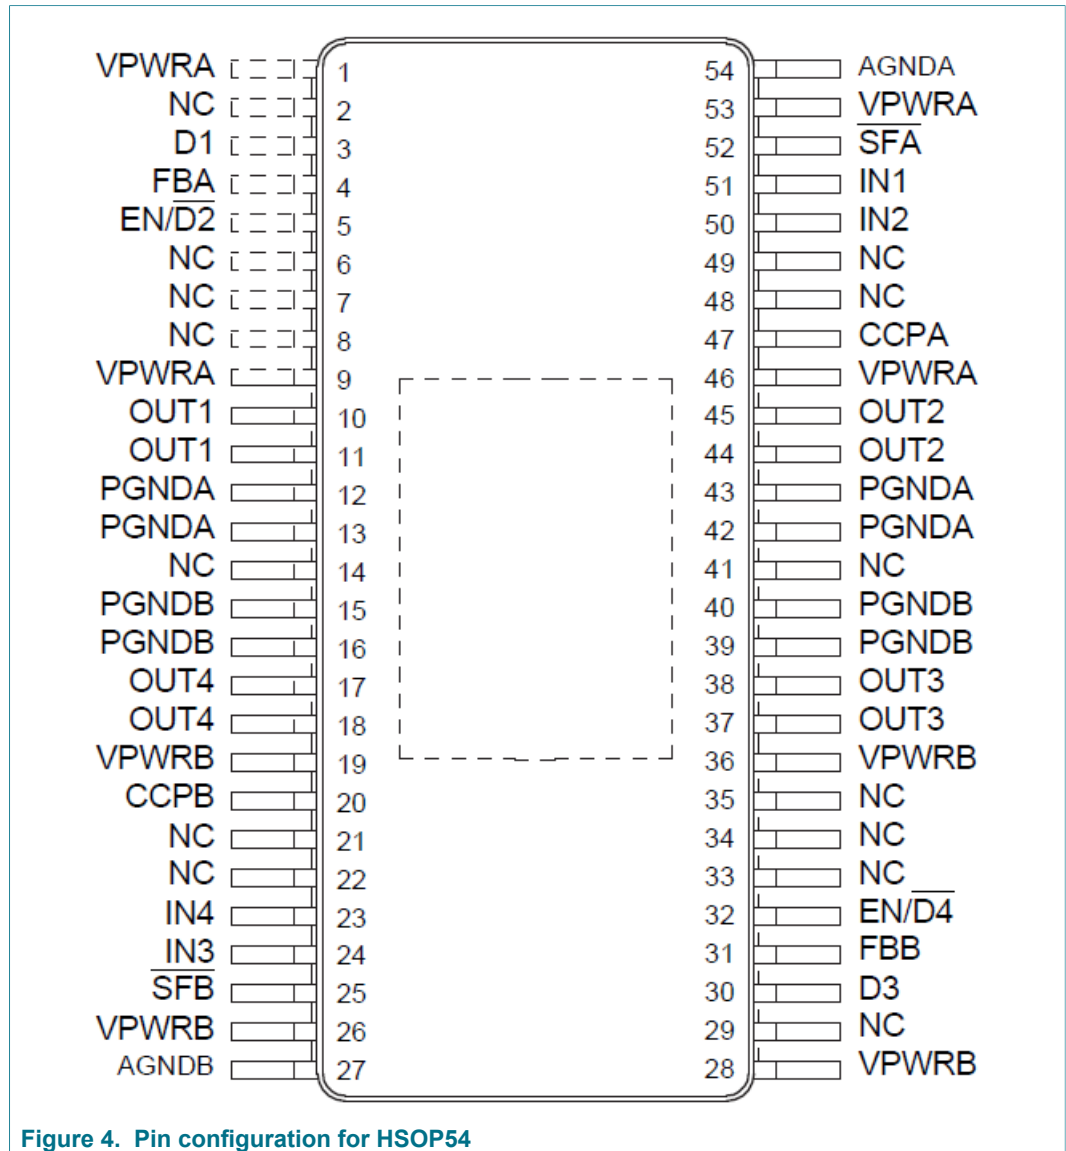 VPWRA 1 54 AGNDA
NC 2 53 VPWRA
D1 3 52 S̅F̅A̅
FBA 4 51 IN1
EN/D̅2̅ 5 50 IN2
NC 6 49 NC
NC 7 48 NC
NC 8 47 CCPA
VPWRA 9 46 VPWRA
OUT1 10 45 OUT2
OUT1 11 44 OUT2
PGNDA 12 43 PGNDA
PGNDA 13 42 PGNDA
NC 14 41 NC
PGNDB 15 40 PGNDB
PGNDB 16 39 PGNDB
OUT4 17 38 OUT3
OUT4 18 37 OUT3
VPWRB 19 36 VPWRB
CCPB 20 35 NC
NC 21 34 NC
NC 22 33 NC
IN4 23 32 EN/D̅4̅
IN3 24 31 FBB
S̅F̅B̅ 25 30 D3
VPWRB 26 29 NC
AGNDB 27 28 VPWRB
Figure 4. Pin configuration for HSOP54